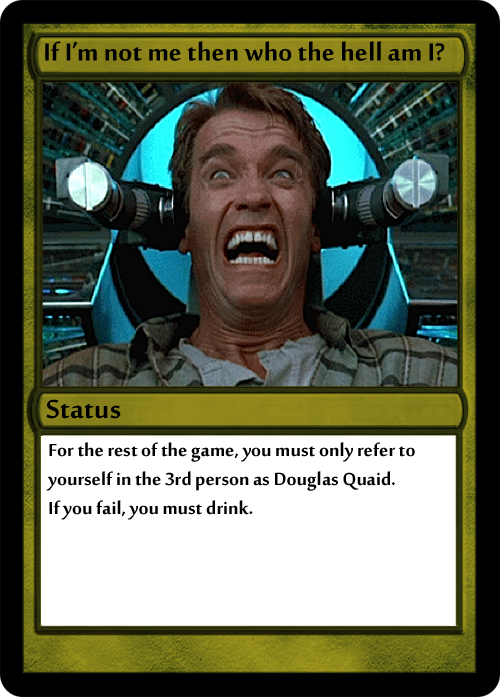 If I'm not me then who the hell am I?
Status
For the rest of the game, you must only refer to
yourself in the 3rd person as Douglas Quaid.
If you fail, you must drink.